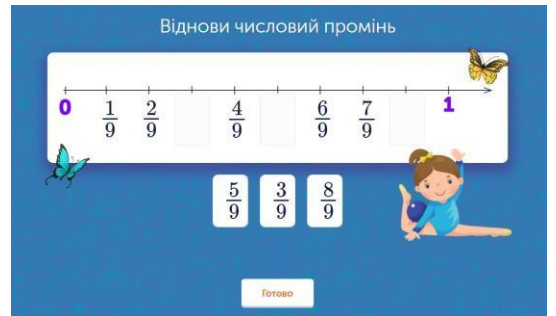 Віднови числовий промінь
0 1/9 2/9 4/9 6/9 7/9 1
5/9 3/9 8/9
Готово